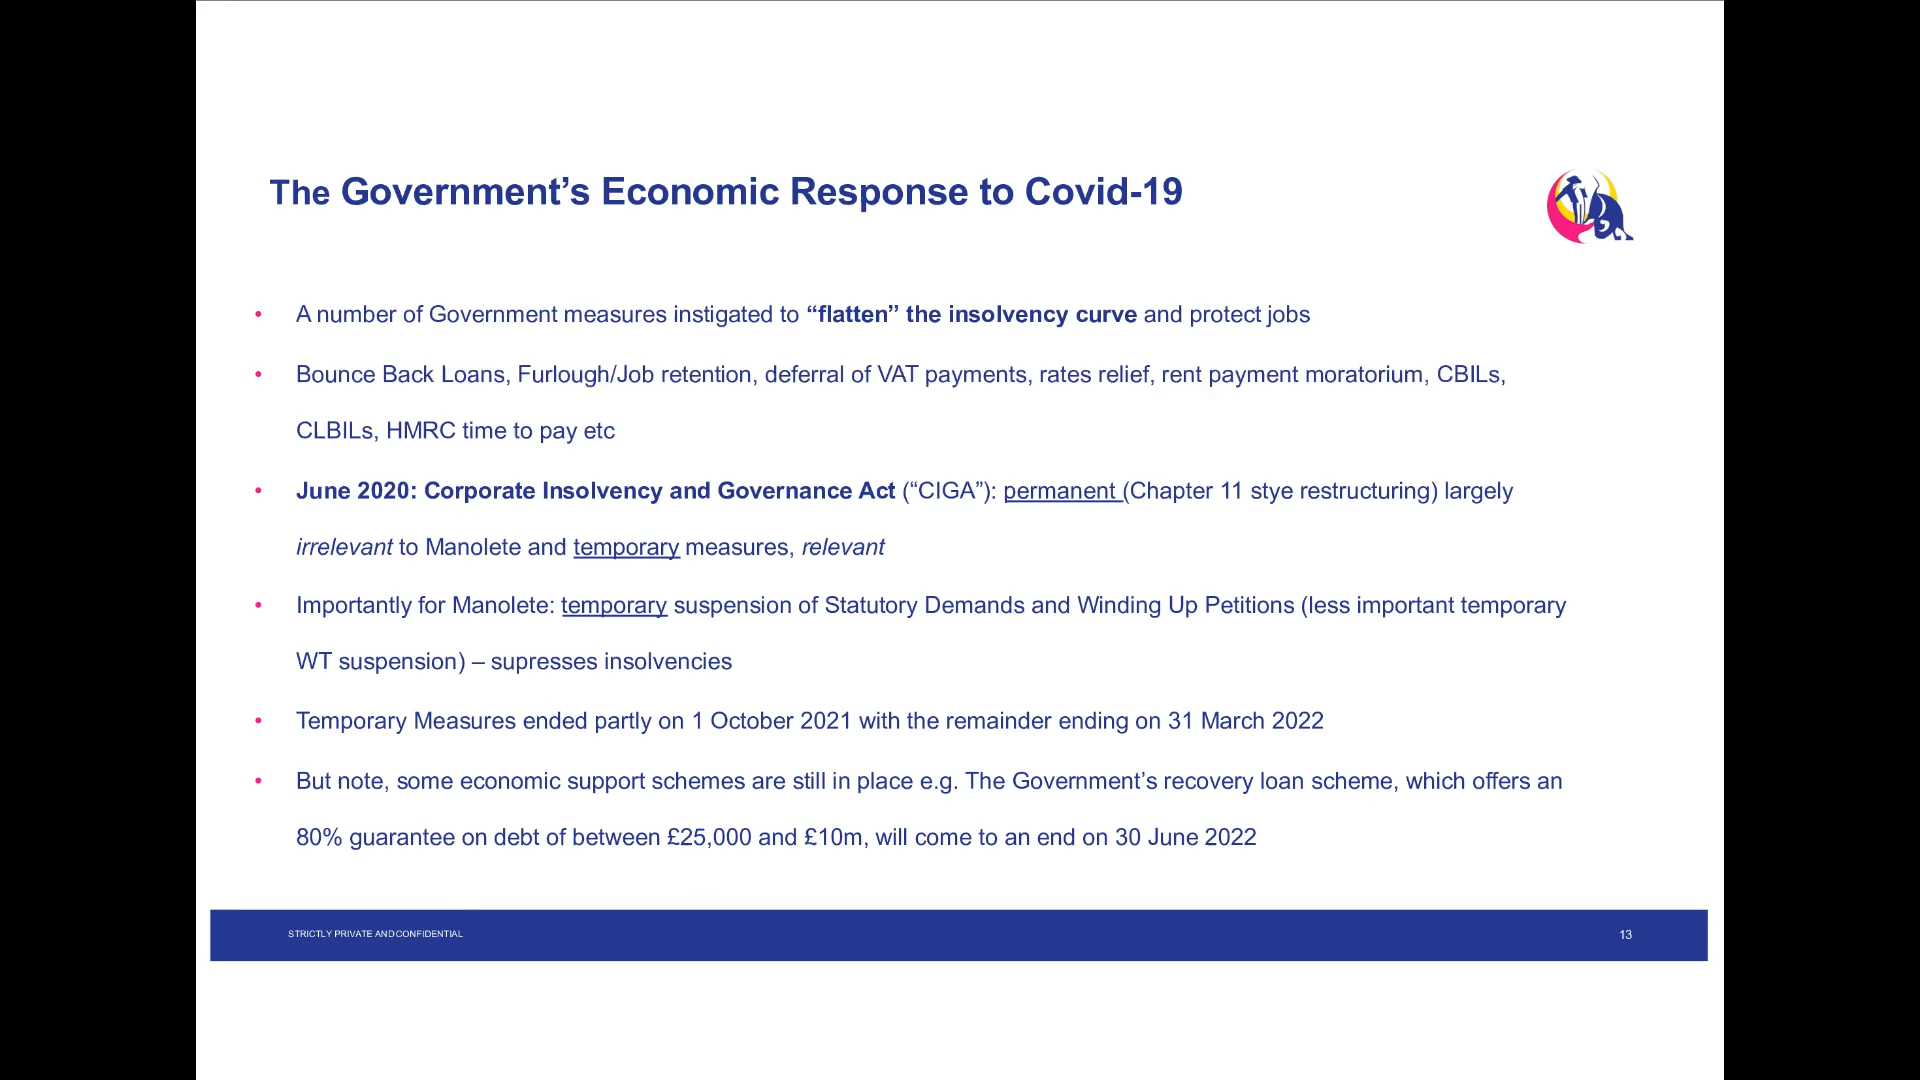 The Government’s Economic Response to Covid-19
• A number of Government measures instigated to “flatten” the insolvency curve and protect jobs
• Bounce Back Loans, Furlough/Job retention, deferral of VAT payments, rates relief, rent payment moratorium, CBILs,
CLBILs, HMRC time to pay etc
• June 2020: Corporate Insolvency and Governance Act (“CIGA”): permanent (Chapter 11 stye restructuring) largely
irrelevant to Manolete and temporary measures, relevant
• Importantly for Manolete: temporary suspension of Statutory Demands and Winding Up Petitions (less important temporary
WT suspension) – supresses insolvencies
• Temporary Measures ended partly on 1 October 2021 with the remainder ending on 31 March 2022
• But note, some economic support schemes are still in place e.g. The Government’s recovery loan scheme, which offers an
80% guarantee on debt of between £25,000 and £10m, will come to an end on 30 June 2022
STRICTLY PRIVATE AND CONFIDENTIAL
13